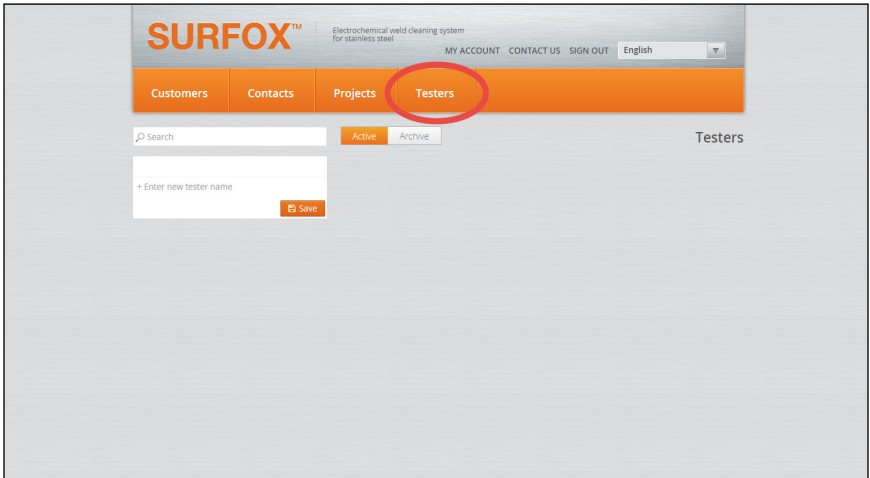 SURFOX™
Electrochemical weld cleaning system
for stainless steel
MY ACCOUNT CONTACT US SIGN OUT English
Customers Contacts Projects Testers
Search Active Archive Testers
+ Enter new tester name
Save